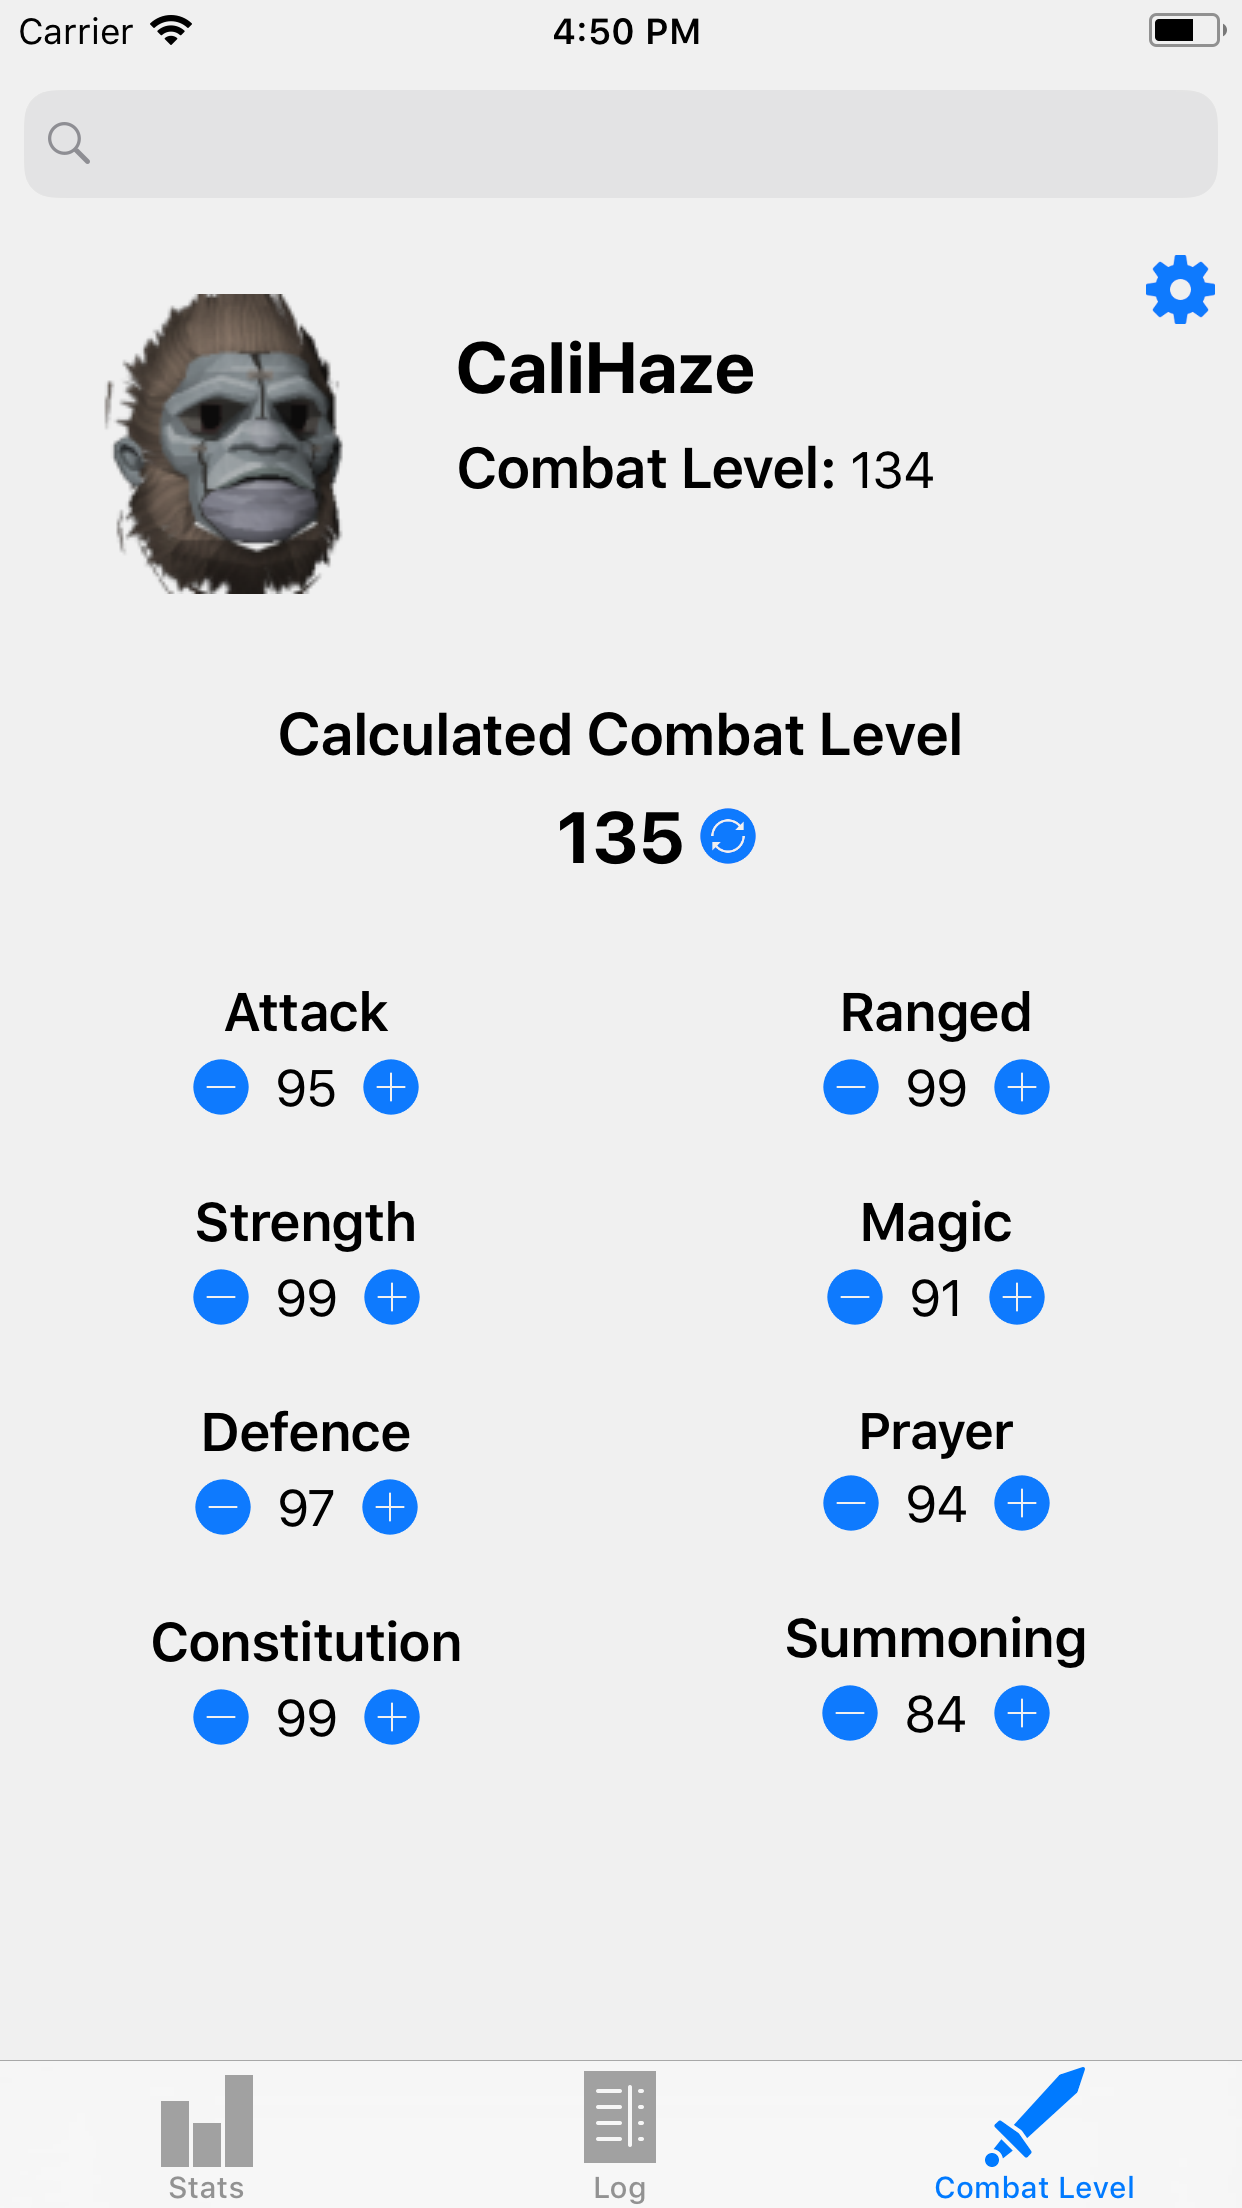 Carrier 4:50 PM
CaliHaze
Combat Level: 134
Calculated Combat Level
135
Attack Ranged
95 99
Strength Magic
99 91
Defence Prayer
97 94
Constitution Summoning
99 84
Stats Log Combat Level